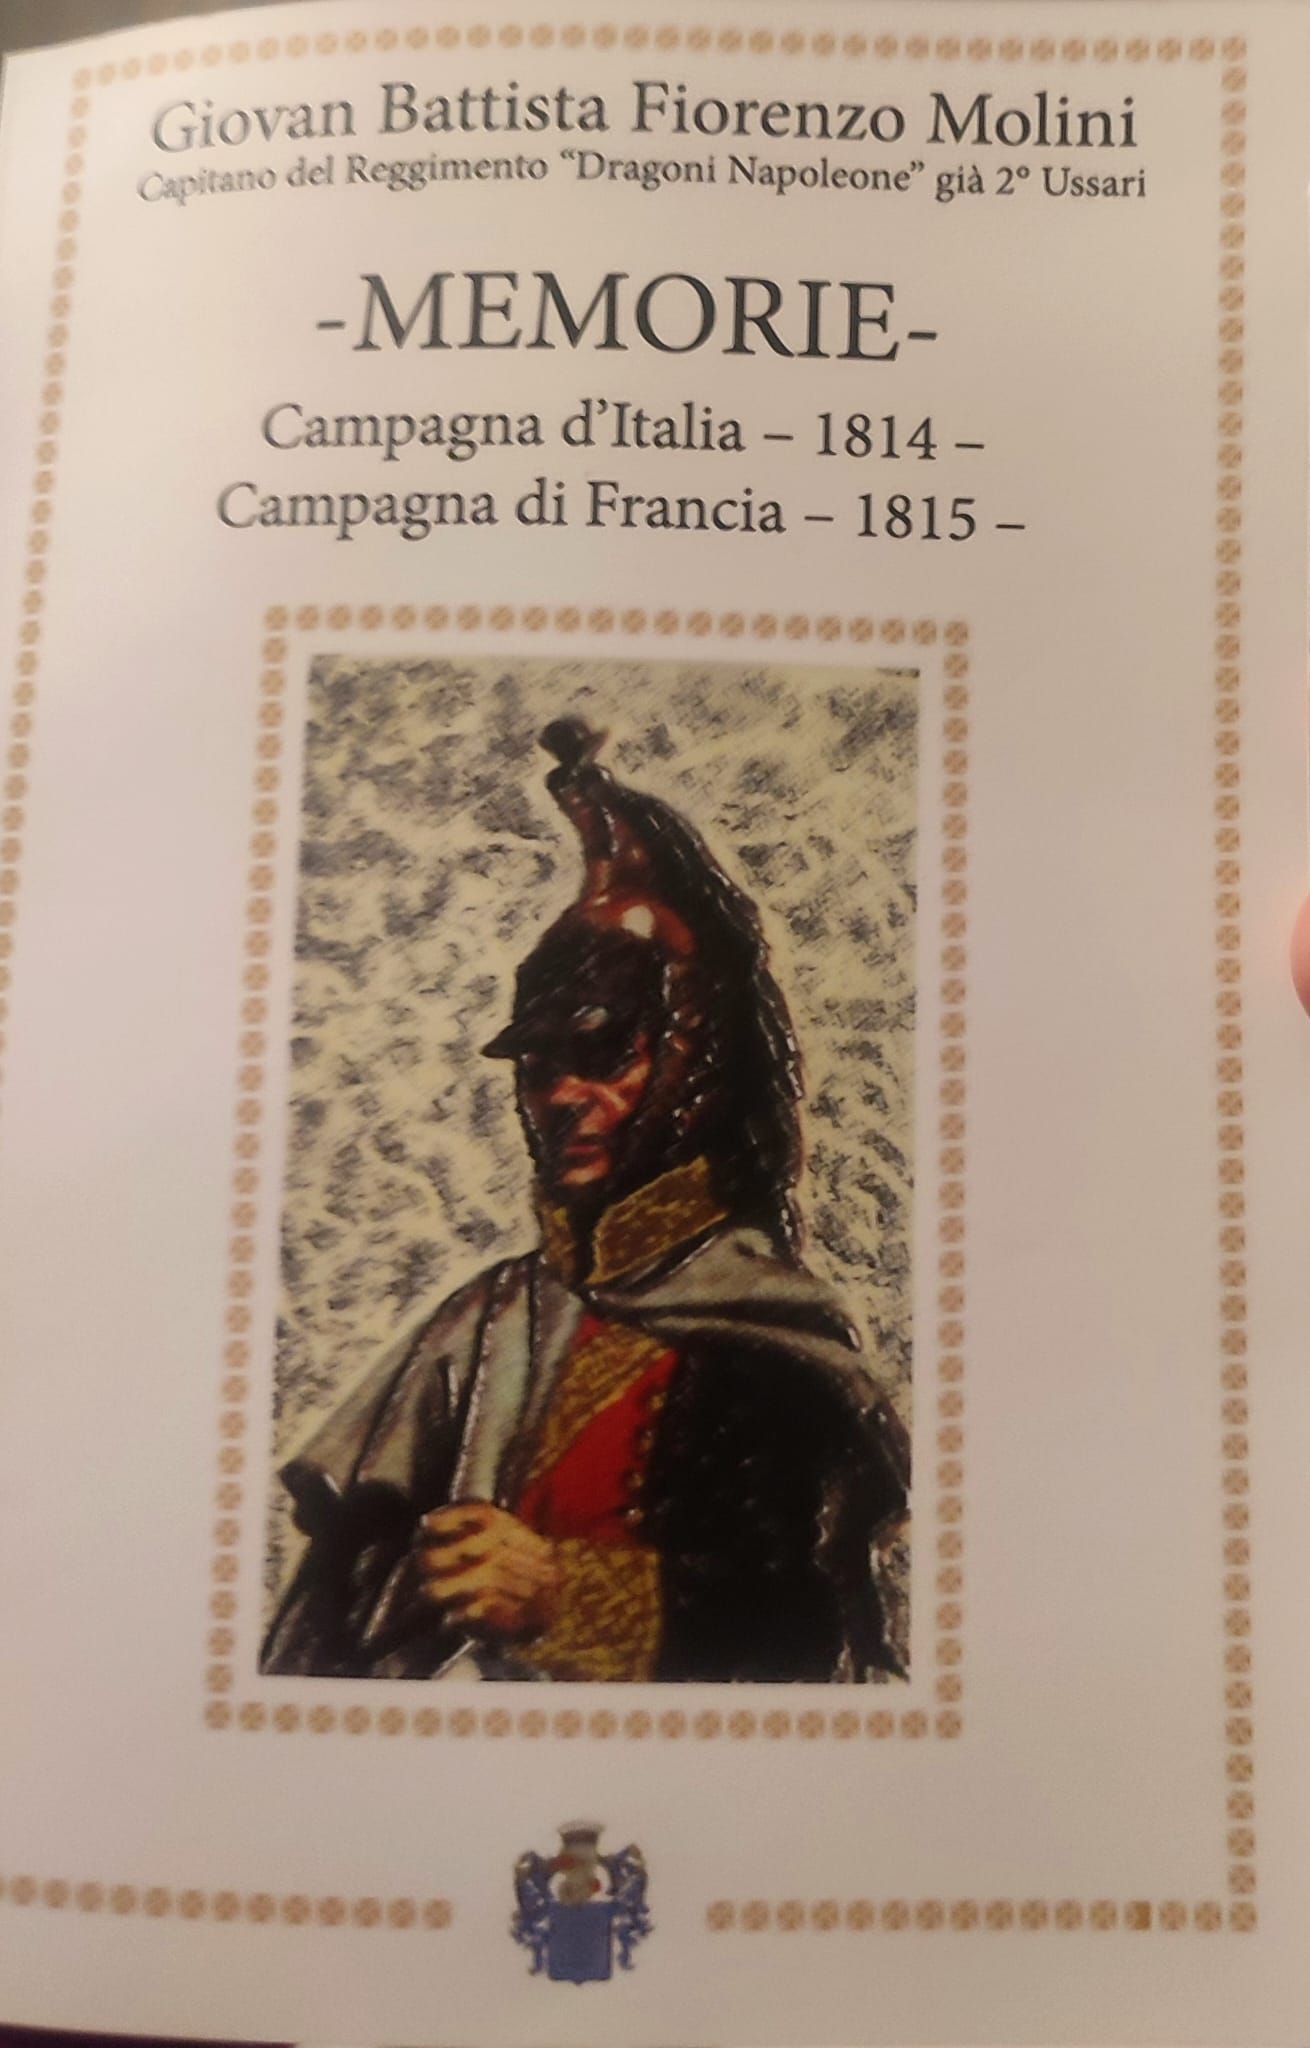 Giovan Battista Fiorenzo Molini
Capitano del Reggimento “Dragoni Napoleone” già 2° Ussari
-MEMORIE-
Campagna d’Italia – 1814 –
Campagna di Francia – 1815 –